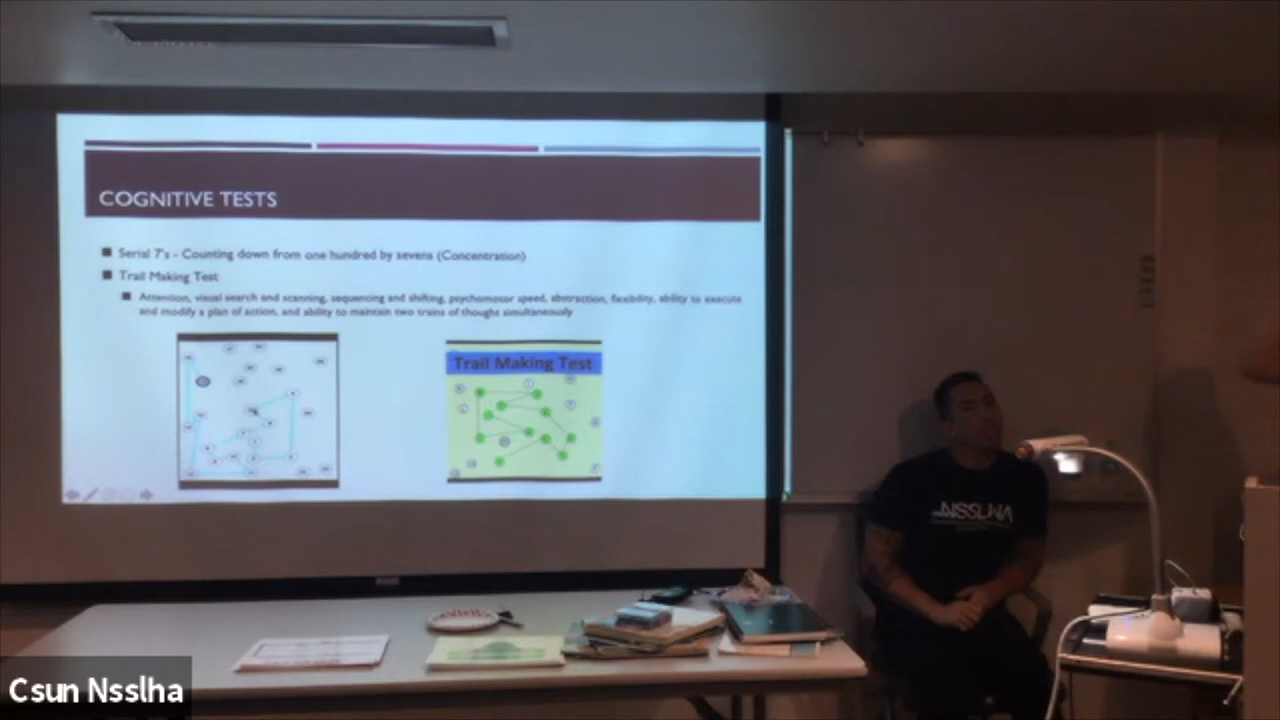 COGNITIVE TESTS
Serial 7's - Counting down from one hundred by sevens (Concentration)
Trail Making Test
Attention, visual search and scanning, sequencing and shifting, psychomotor speed, abstraction, flexibility, ability to execute
and modify a plan of action, and ability to maintain two trains of thought simultaneously
Trail Making Test
NSSLHA
Csun Nsslha